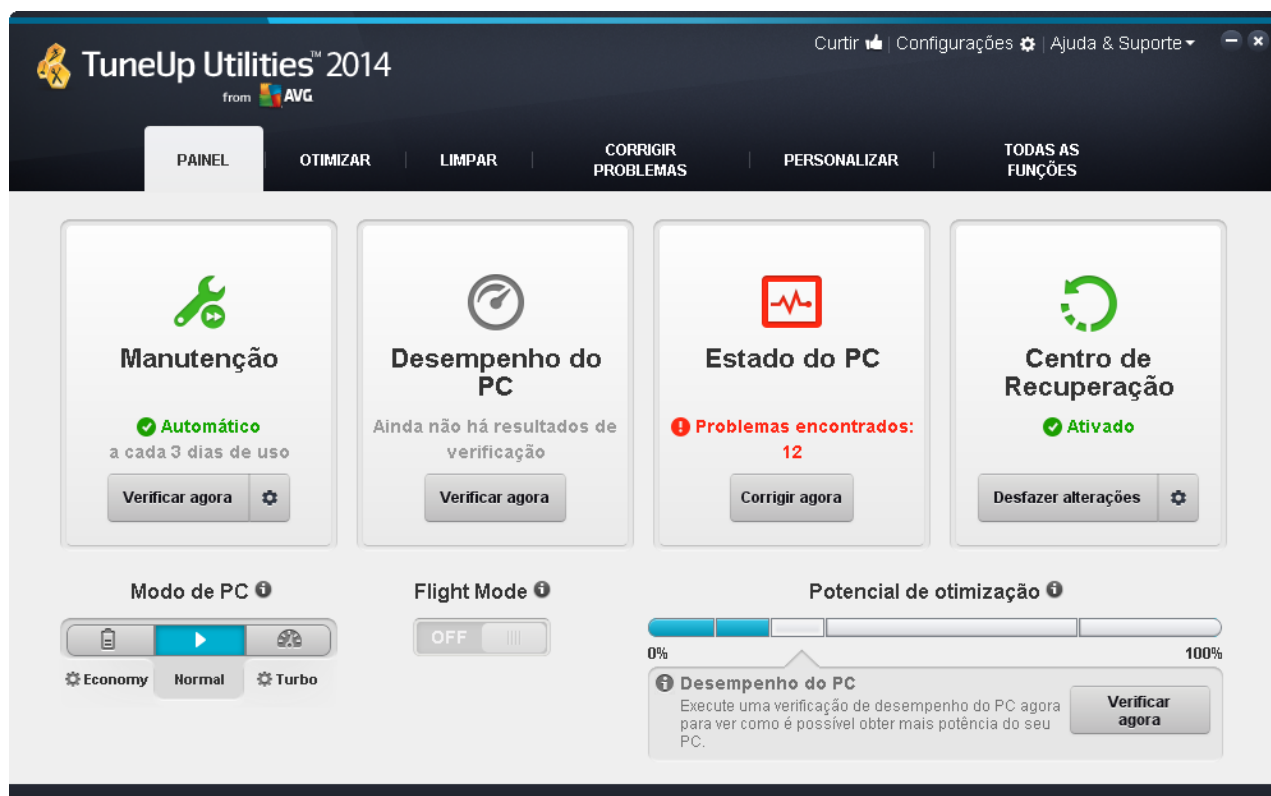 Curtir | Configurações | Ajuda & Suporte
TuneUp Utilities™ 2014
from AVG
PAINEL
OTIMIZAR
LIMPAR
CORRIGIR
PROBLEMAS
PERSONALIZAR
TODAS AS
FUNÇÕES
Manutenção
Automático
a cada 3 dias de uso
Verificar agora
Desempenho do
PC
Ainda não há resultados de
verificação
Verificar agora
Estado do PC
Problemas encontrados:
12
Corrigir agora
Centro de
Recuperação
Ativado
Desfazer alterações
Modo de PC
Economy
Normal
Turbo
Flight Mode
OFF
Potencial de otimização
0%
100%
Desempenho do PC
Execute uma verificação de desempenho do PC agora
para ver como é possível obter mais potência do seu
PC.
Verificar
agora